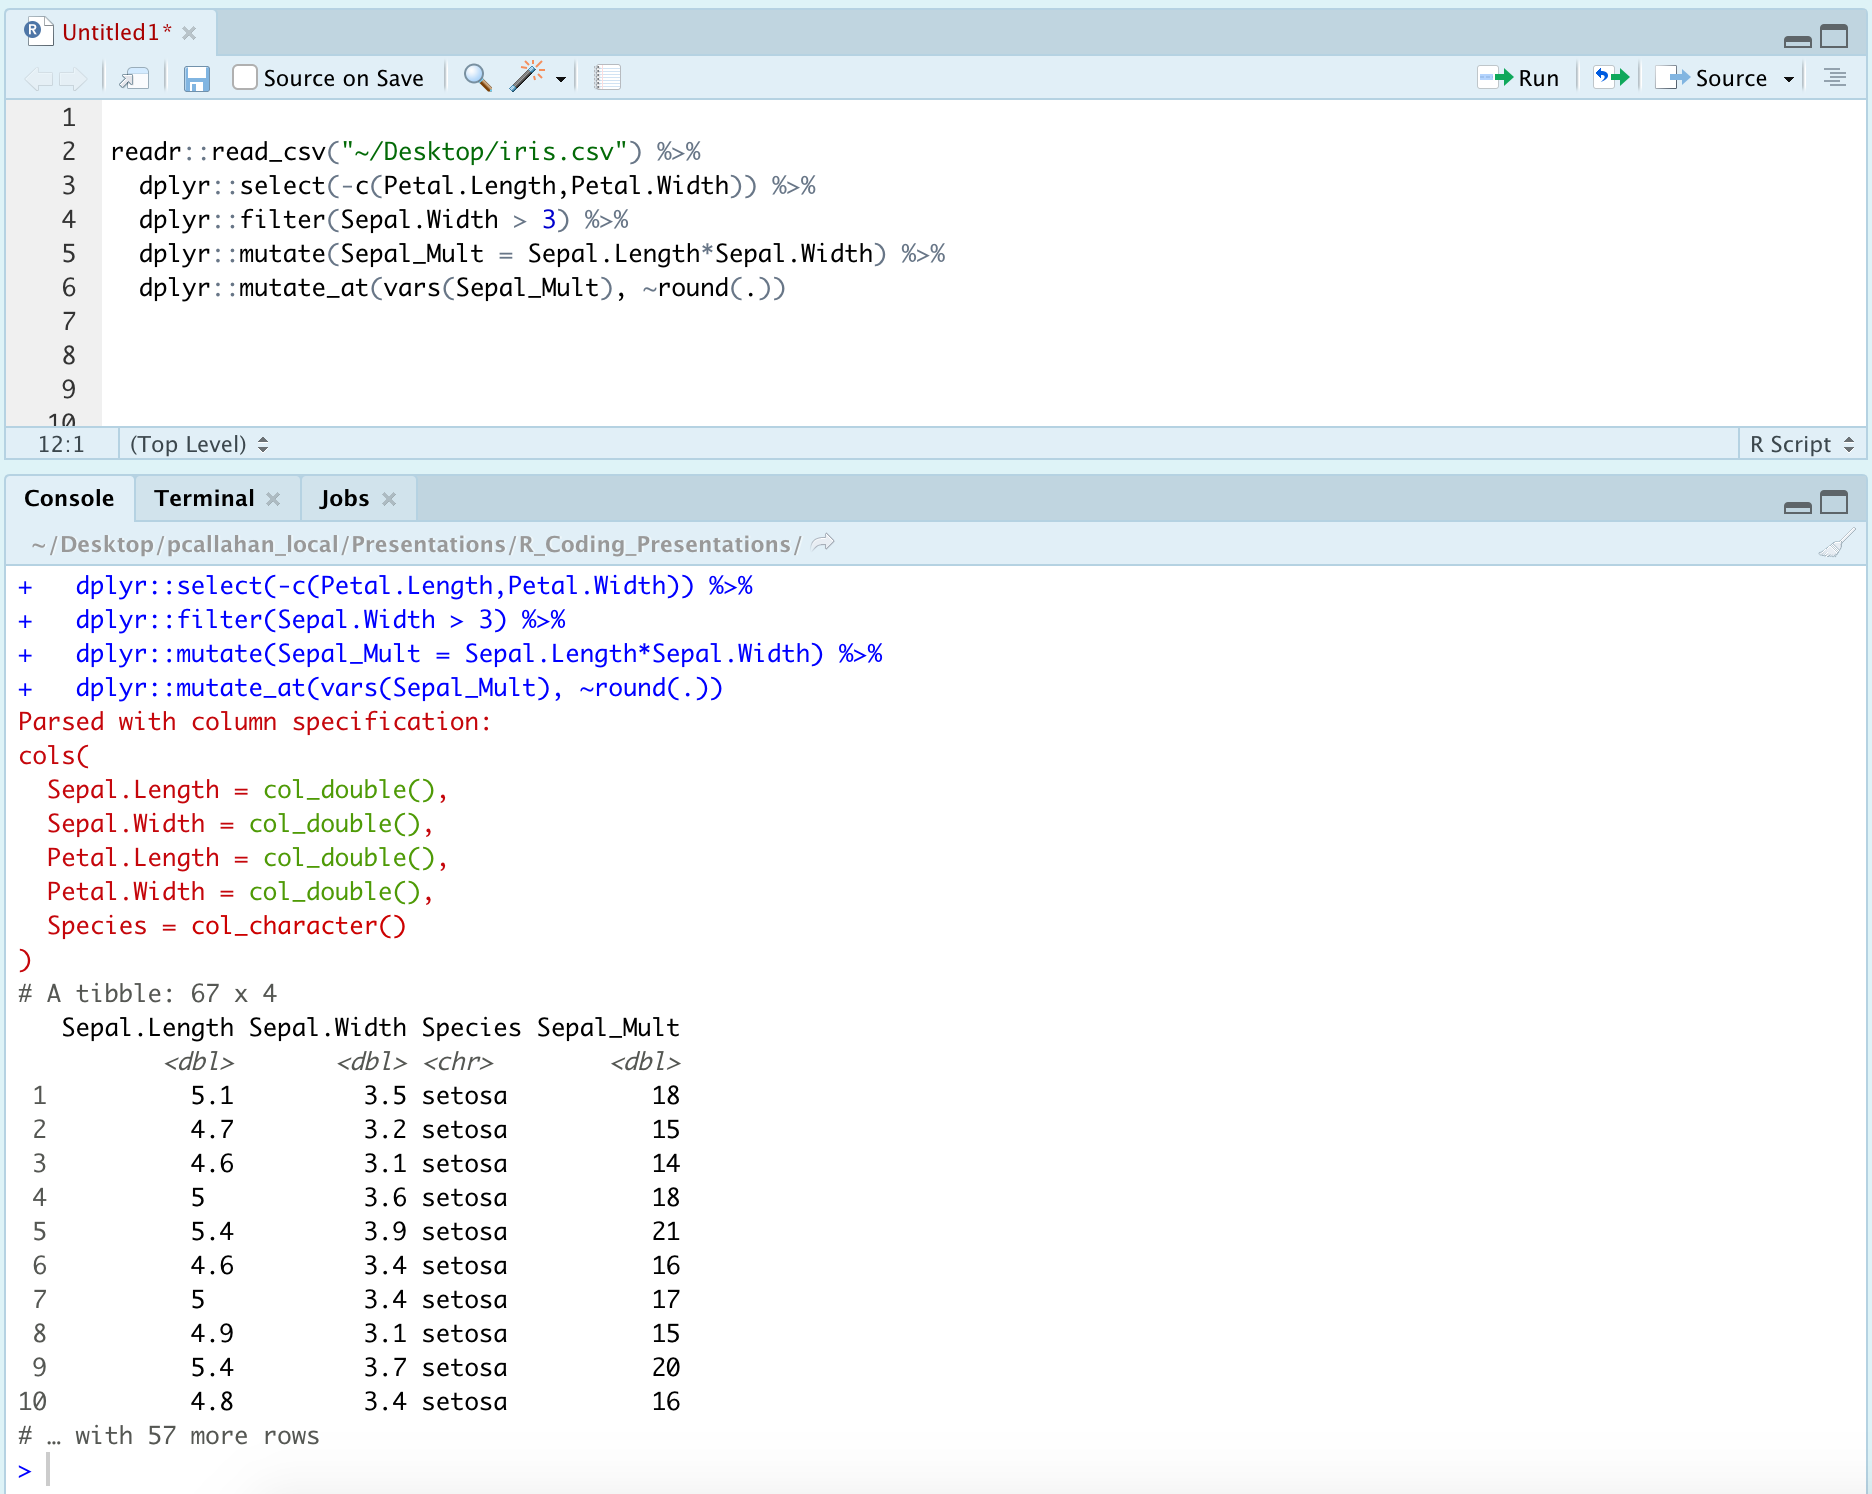 Untitled1*
Source on Save Run Source
1
2 readr::read_csv("~/Desktop/iris.csv") %>%
3   dplyr::select(-c(Petal.Length,Petal.Width)) %>%
4   dplyr::filter(Sepal.Width > 3) %>%
5   dplyr::mutate(Sepal_Mult = Sepal.Length*Sepal.Width) %>%
6   dplyr::mutate_at(vars(Sepal_Mult), ~round(.))
7
8
9
10
12:1 (Top Level) R Script
Console Terminal Jobs
~/Desktop/pcallahan_local/Presentations/R_Coding_Presentations/
+   dplyr::select(-c(Petal.Length,Petal.Width)) %>%
+   dplyr::filter(Sepal.Width > 3) %>%
+   dplyr::mutate(Sepal_Mult = Sepal.Length*Sepal.Width) %>%
+   dplyr::mutate_at(vars(Sepal_Mult), ~round(.))
Parsed with column specification:
cols(
  Sepal.Length = col_double(),
  Sepal.Width = col_double(),
  Petal.Length = col_double(),
  Petal.Width = col_double(),
  Species = col_character()
)
# A tibble: 67 x 4
   Sepal.Length Sepal.Width Species Sepal_Mult
          <dbl>       <dbl> <chr>        <dbl>
 1          5.1         3.5 setosa          18
 2          4.7         3.2 setosa          15
 3          4.6         3.1 setosa          14
 4          5           3.6 setosa          18
 5          5.4         3.9 setosa          21
 6          4.6         3.4 setosa          16
 7          5           3.4 setosa          17
 8          4.9         3.1 setosa          15
 9          5.4         3.7 setosa          20
10          4.8         3.4 setosa          16
# … with 57 more rows
>